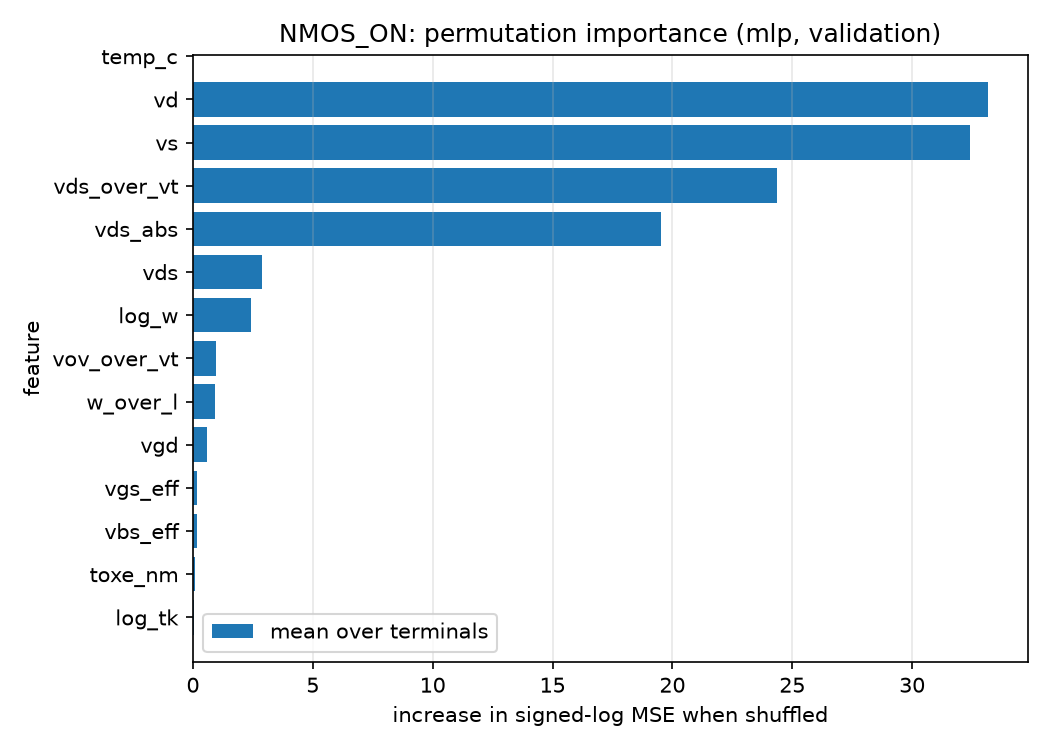 NMOS_ON: permutation importance (mlp, validation)
temp_c
vd
vs
vds_over_vt
vds_abs
vds
log_w
vov_over_vt
w_over_l
vgd
vgs_eff
vbs_eff
toxe_nm
log_tk
feature
mean over terminals
0 5 10 15 20 25 30
increase in signed-log MSE when shuffled